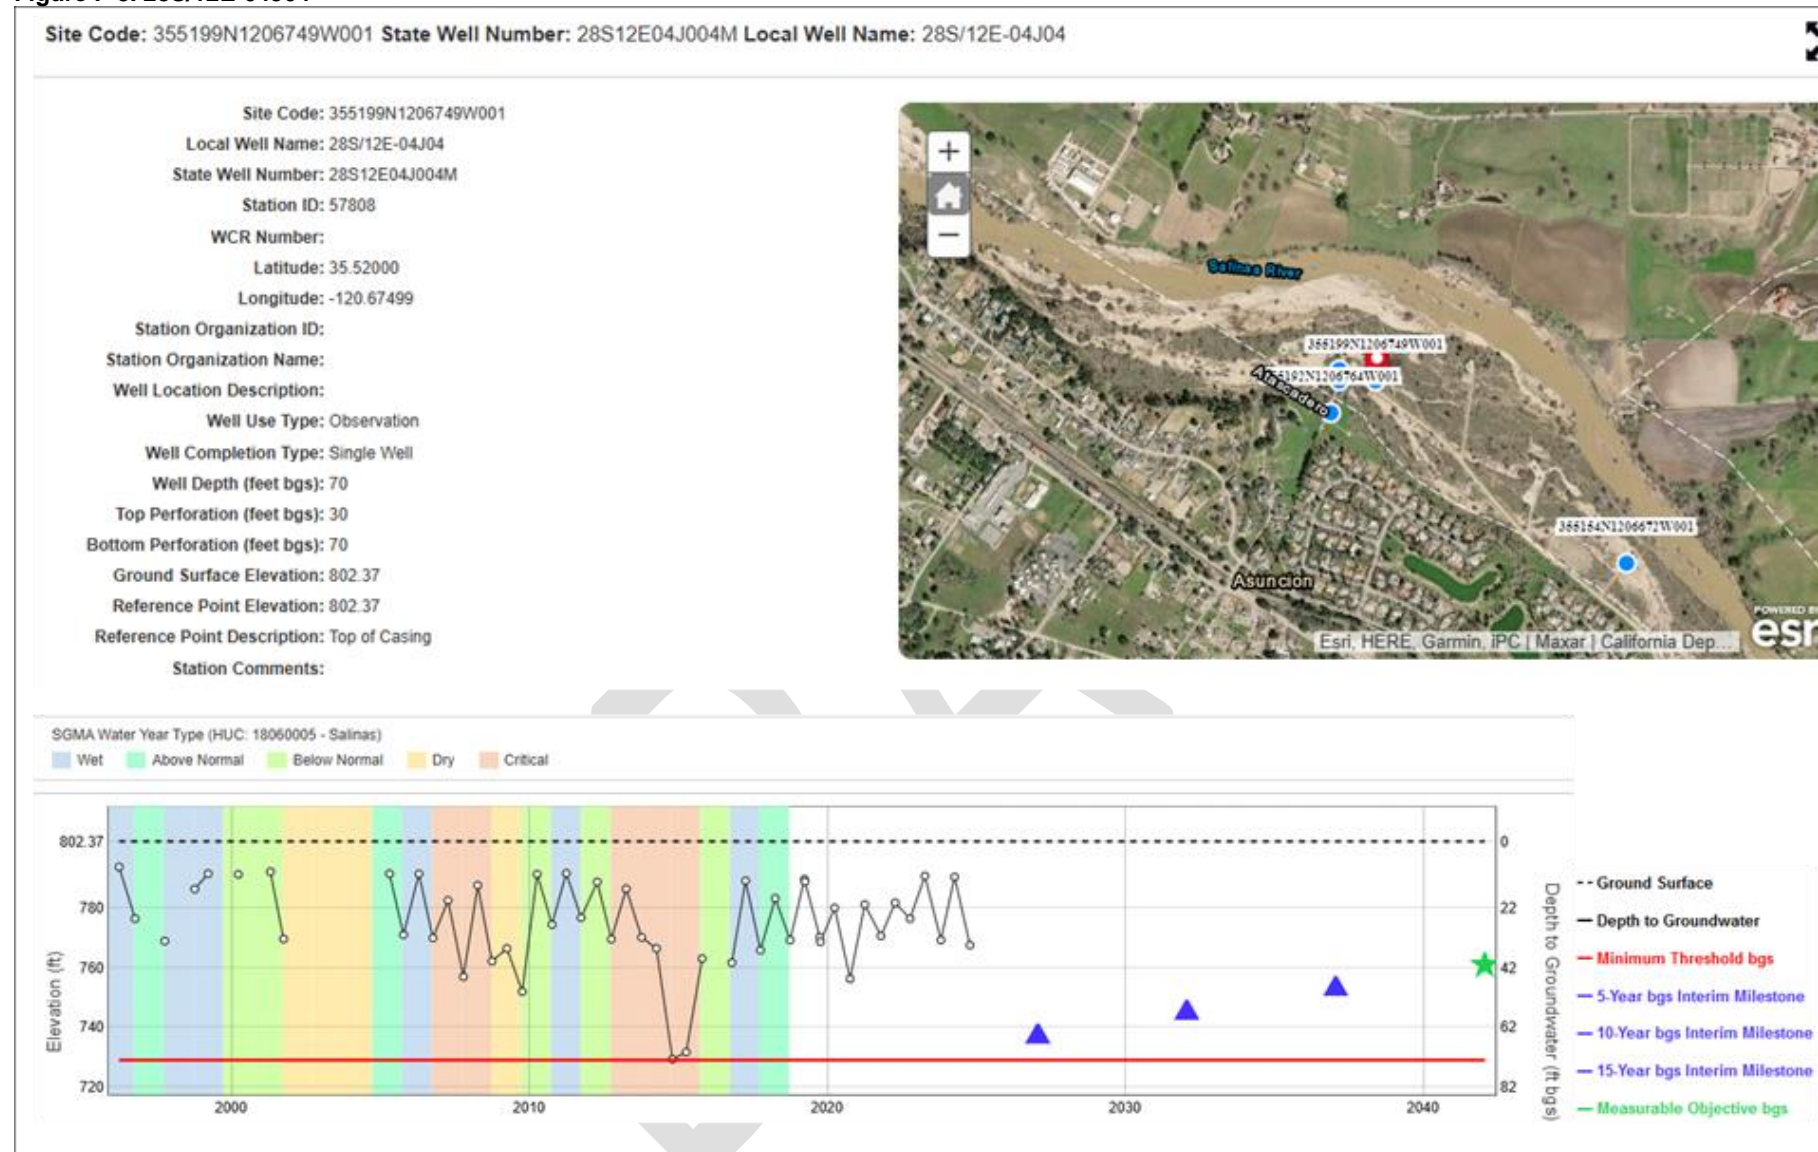 Site Code: 355199N1206749W001 State Well Number: 28S12E04J004M Local Well Name: 28S/12E-04J04
Site Code: 355199N1206749W001
Local Well Name: 28S/12E-04J04
State Well Number: 28S12E04J004M
Station ID: 57808
WCR Number:
Latitude: 35.52000
Longitude: -120.67499
Station Organization ID:
Station Organization Name:
Well Location Description:
Well Use Type: Observation
Well Completion Type: Single Well
Well Depth (feet bgs): 70
Top Perforation (feet bgs): 30
Bottom Perforation (feet bgs): 70
Ground Surface Elevation: 802.37
Reference Point Elevation: 802.37
Reference Point Description: Top of Casing
Station Comments:
+
−
Salinas River
355199N1206749W001
55192N1206764W001
Atascadero
355154N1206672W001
Asuncion
POWERED BY
esri
Esri, HERE, Garmin, iPC | Maxar | California Dep...
SGMA Water Year Type (HUC: 18060005 - Salinas)
Wet Above Normal Below Normal Dry Critical
Elevation (ft)
802.37
780
760
740
720
2000 2010 2020 2030 2040
0
22
42
62
82
Depth to Groundwater (ft bgs)
Ground Surface
Depth to Groundwater
Minimum Threshold bgs
5-Year bgs Interim Milestone
10-Year bgs Interim Milestone
15-Year bgs Interim Milestone
Measurable Objective bgs